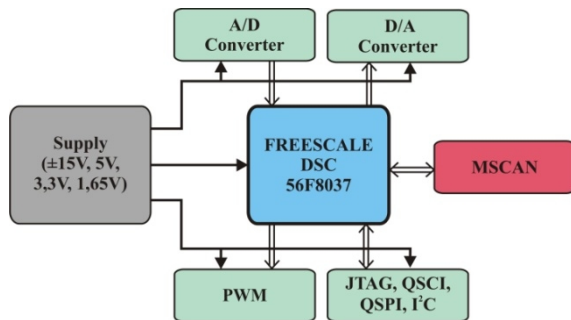 A/D
Converter
D/A
Converter
Supply
(±15V, 5V,
3,3V, 1,65V)
FREESCALE
DSC
56F8037
MSCAN
PWM
JTAG, QSCI,
QSPI, I²C